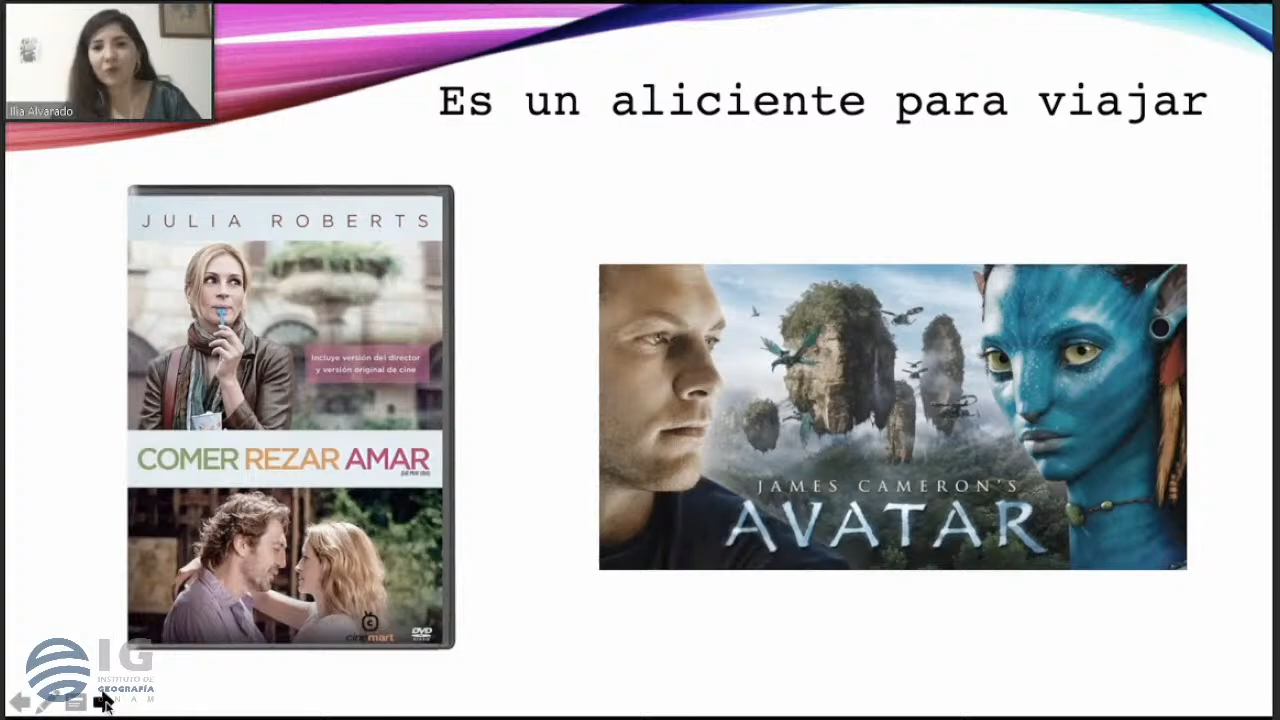 Ilia Alvarado
Es un aliciente para viajar
JULIA ROBERTS
Incluye versión del director
y versión original de cine
COMER REZAR AMAR
cinemart
DVD
JAMES CAMERON'S
AVATAR
IG
INSTITUTO DE
GEOGRAFÍA
UNAM